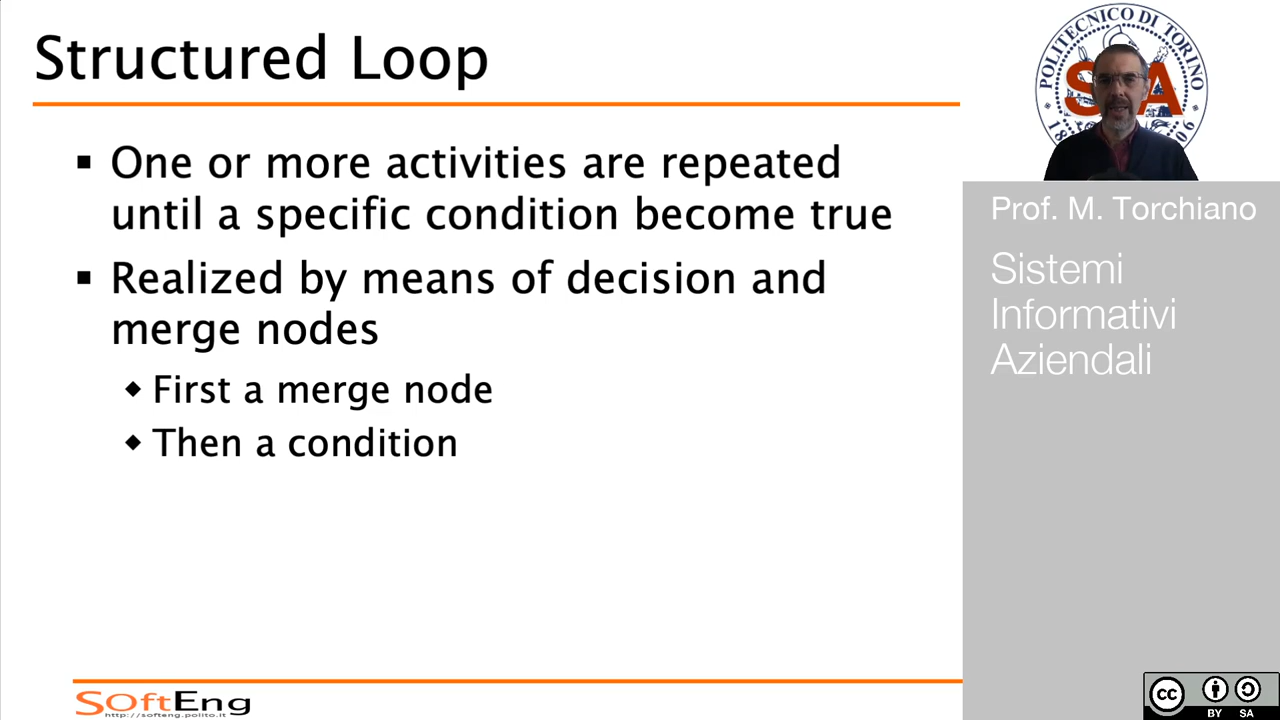 Structured Loop
One or more activities are repeated
until a specific condition become true
Realized by means of decision and
merge nodes
First a merge node
Then a condition
POLITECNICO DI TORINO
Prof. M. Torchiano
Sistemi
Informativi
Aziendali
SOftEng
http://softeng.polito.it
cc
BY SA